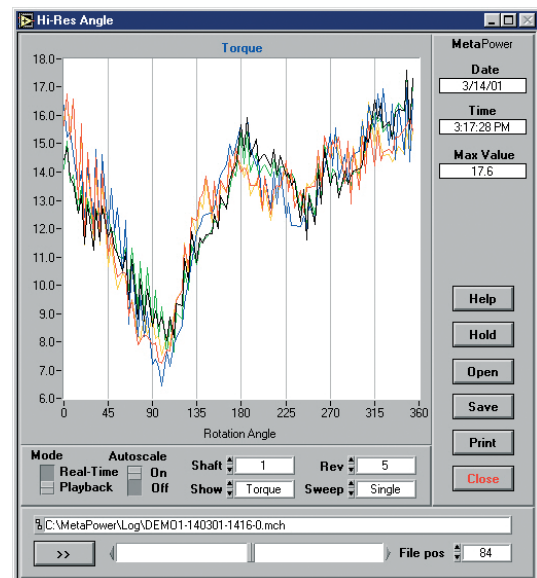 Hi-Res Angle
Torque
MetaPower
18.0
17.0
16.0
15.0
14.0
13.0
12.0
11.0
10.0
9.0
8.0
7.0
6.0
0 45 90 135 180 225 270 315 360
Rotation Angle
Date
3/14/01
Time
3:17:28 PM
Max Value
17.6
Help
Hold
Open
Save
Print
Close
Mode Autoscale
Real-Time On
Playback Off
Shaft 1 Rev 5
Show Torque Sweep Single
C:\MetaPower\Log\DEMO1-140301-1416-0.mch
>> File pos 84